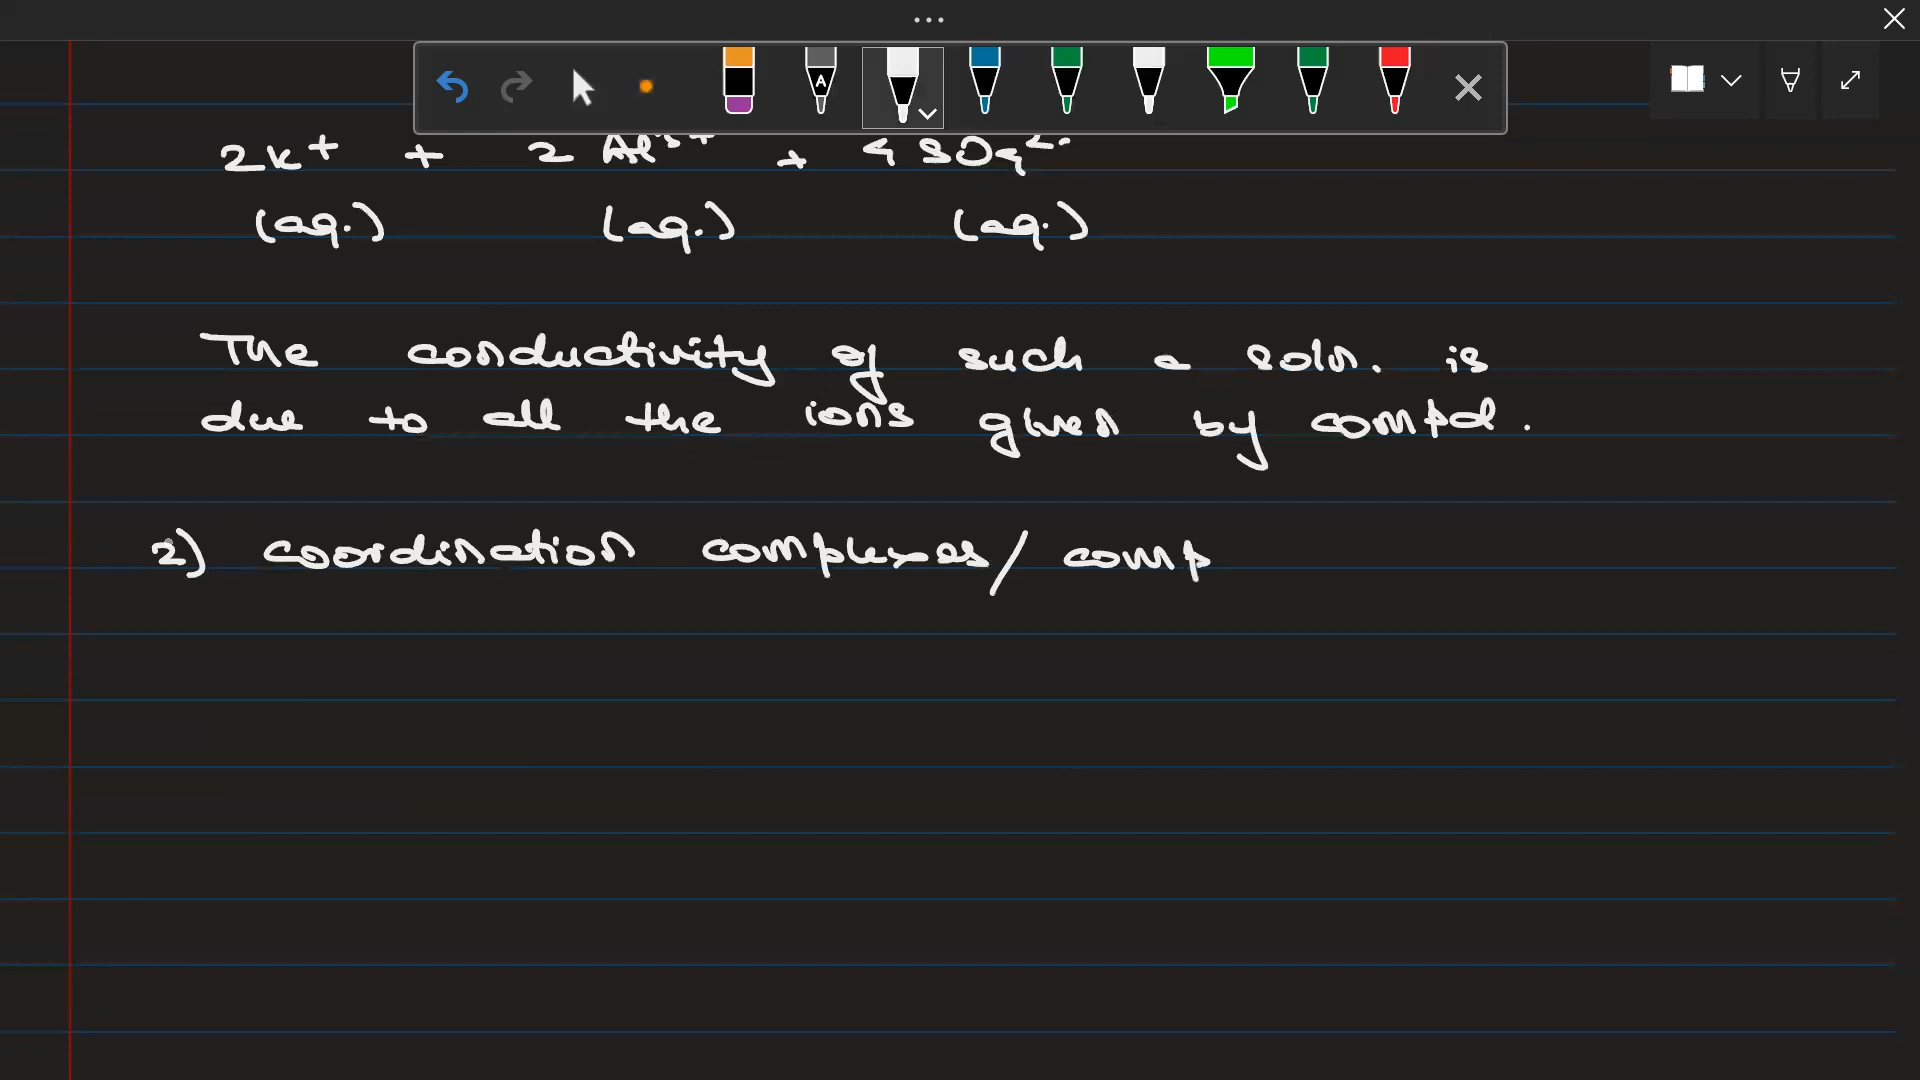 2K⁺ + 2 Al³⁺ + 4 SO₄²⁻
(aq.) (aq.) (aq.)
The conductivity of such a soln. is
due to all the ions given by compd.
2) coordination complexes/ comp